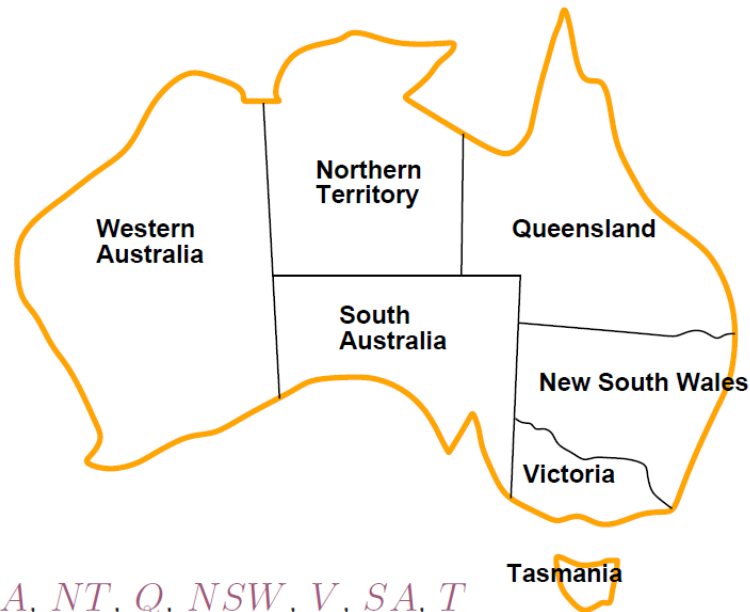 Northern
Territory
Western
Australia
Queensland
South
Australia
New South Wales
Victoria
Tasmania
A, NT, Q, NSW, V, SA, T